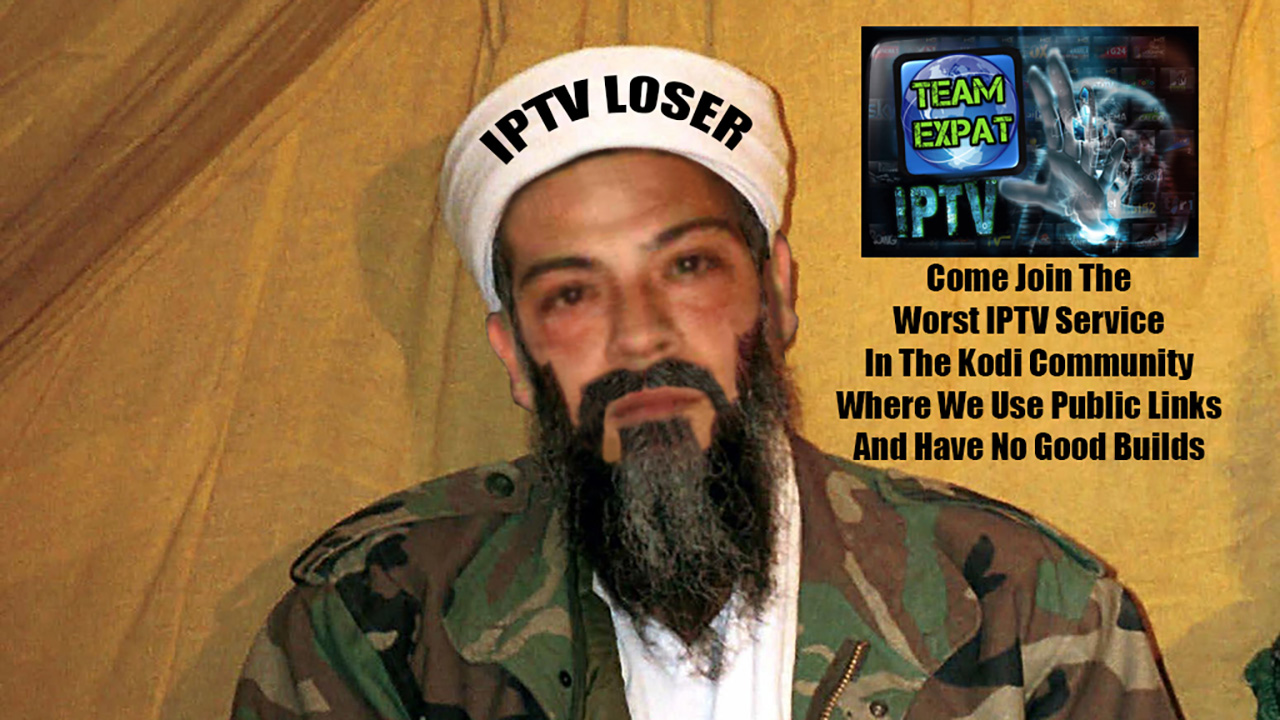 IPTV LOSER
TEAM
EXPAT
IPTV
Come Join The
Worst IPTV Service
In The Kodi Community
Where We Use Public Links
And Have No Good Builds